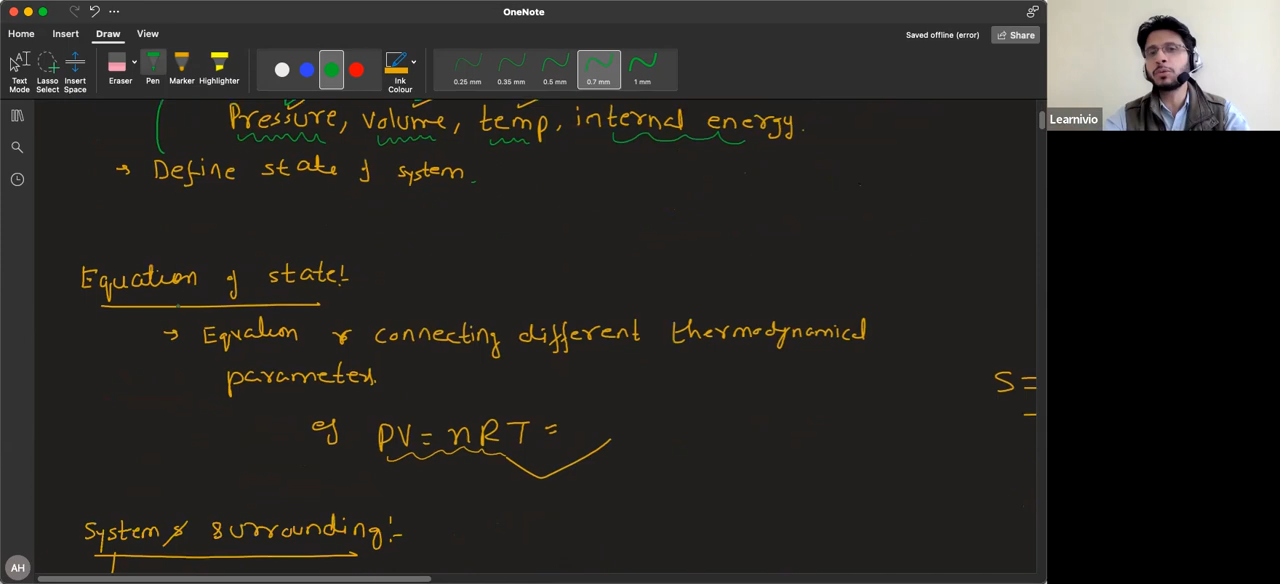 OneNote
Home Insert Draw View
Saved offline (error) Share
Text Mode Lasso Select Insert Space Eraser Pen Marker Highlighter Ink Colour 0.25 mm 0.35 mm 0.5 mm 0.7 mm 1 mm
Learnivio
Pressure, volume, temp, internal energy.
→ Define state of system.
Equation of state:-
→ Equation connecting different thermodynamical
parameters.
S=
eg PV = nRT =
System & surrounding:-
AH